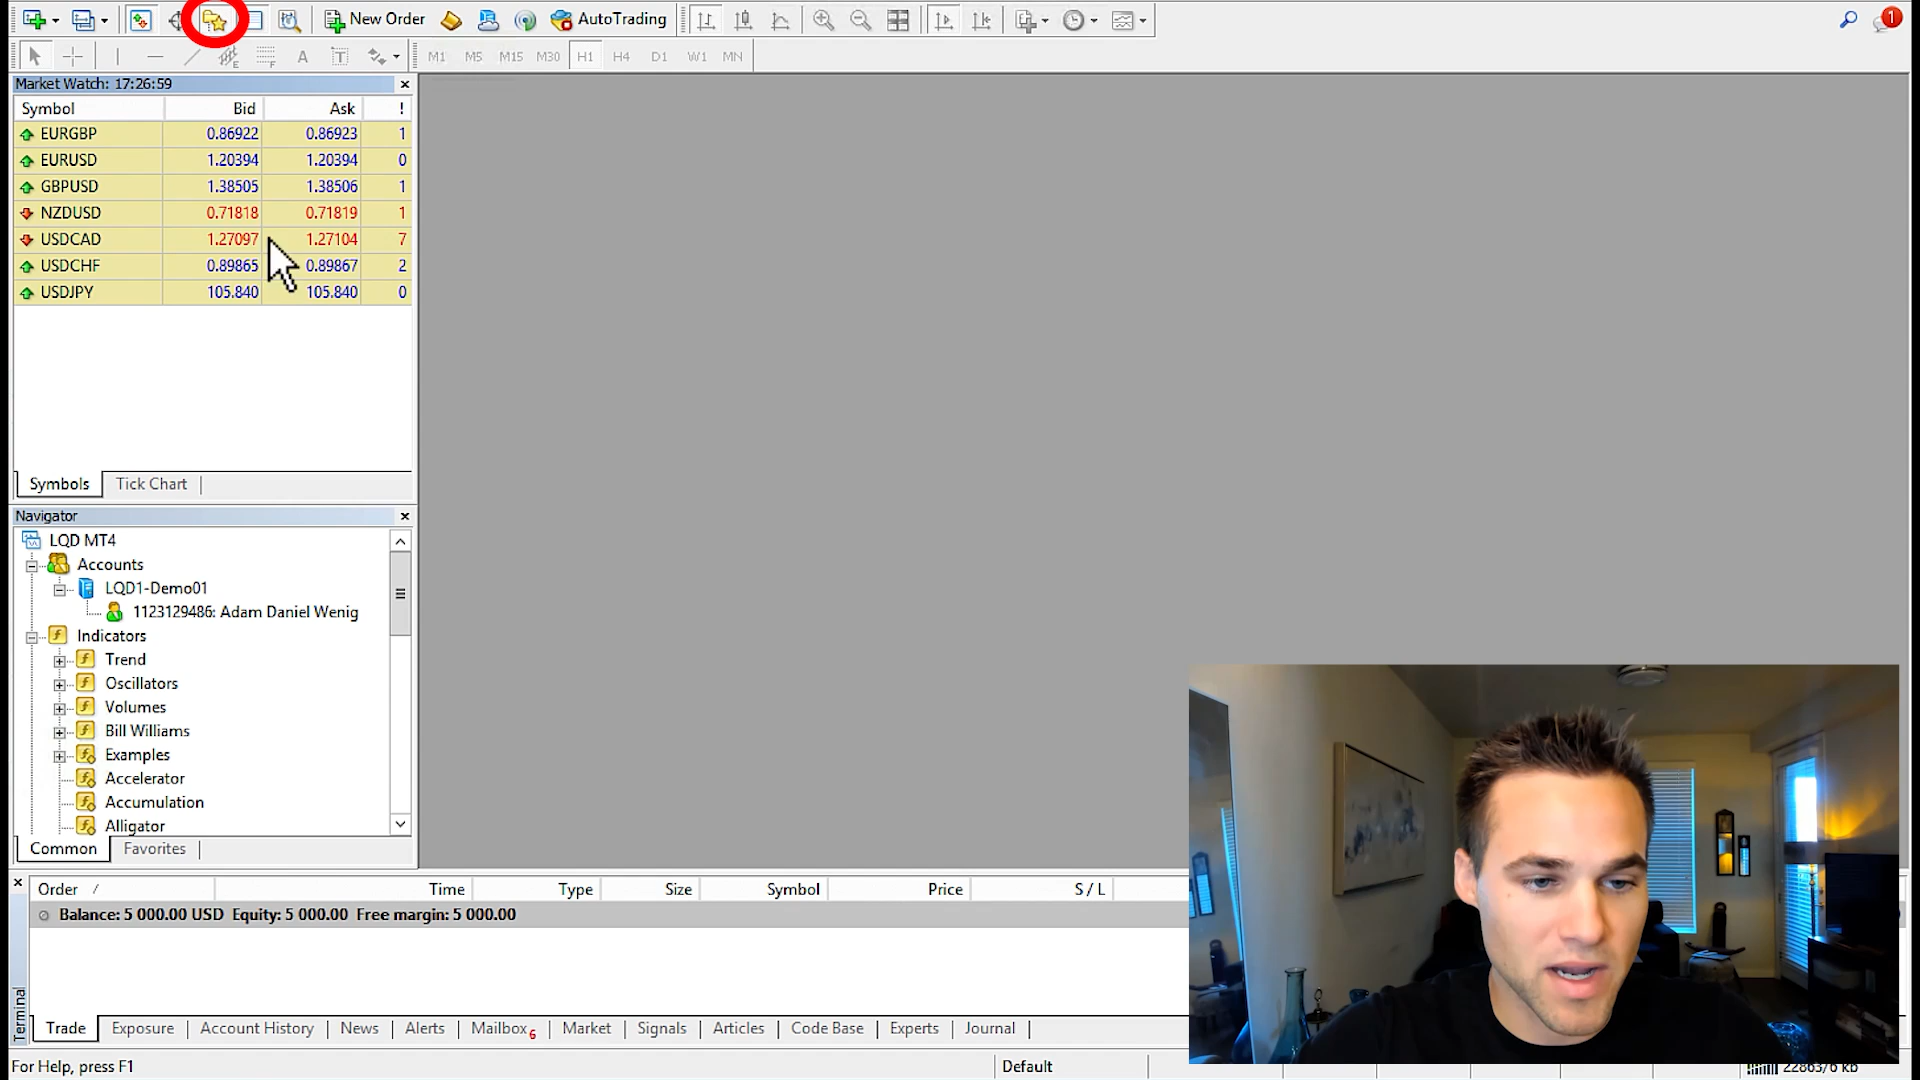 New Order AutoTrading 1
A T M1 M5 M15 M30 H1 H4 D1 W1 MN
Market Watch: 17:26:59
Symbol Bid Ask !
EURGBP 0.86922 0.86923 1
EURUSD 1.20394 1.20394 0
GBPUSD 1.38505 1.38506 1
NZDUSD 0.71818 0.71819 1
USDCAD 1.27097 1.27104 7
USDCHF 0.89865 0.89867 2
USDJPY 105.840 105.840 0
Symbols Tick Chart
Navigator
LQD MT4
Accounts
LQD1-Demo01
1123129486: Adam Daniel Wenig
Indicators
Trend
Oscillators
Volumes
Bill Williams
Examples
Accelerator
Accumulation
Alligator
Common Favorites
Order / Time Type Size Symbol Price S / L
Balance: 5 000.00 USD Equity: 5 000.00 Free margin: 5 000.00
Terminal
Trade Exposure Account History News Alerts Mailbox 6 Market Signals Articles Code Base Experts Journal
For Help, press F1 Default 22863/6 kb